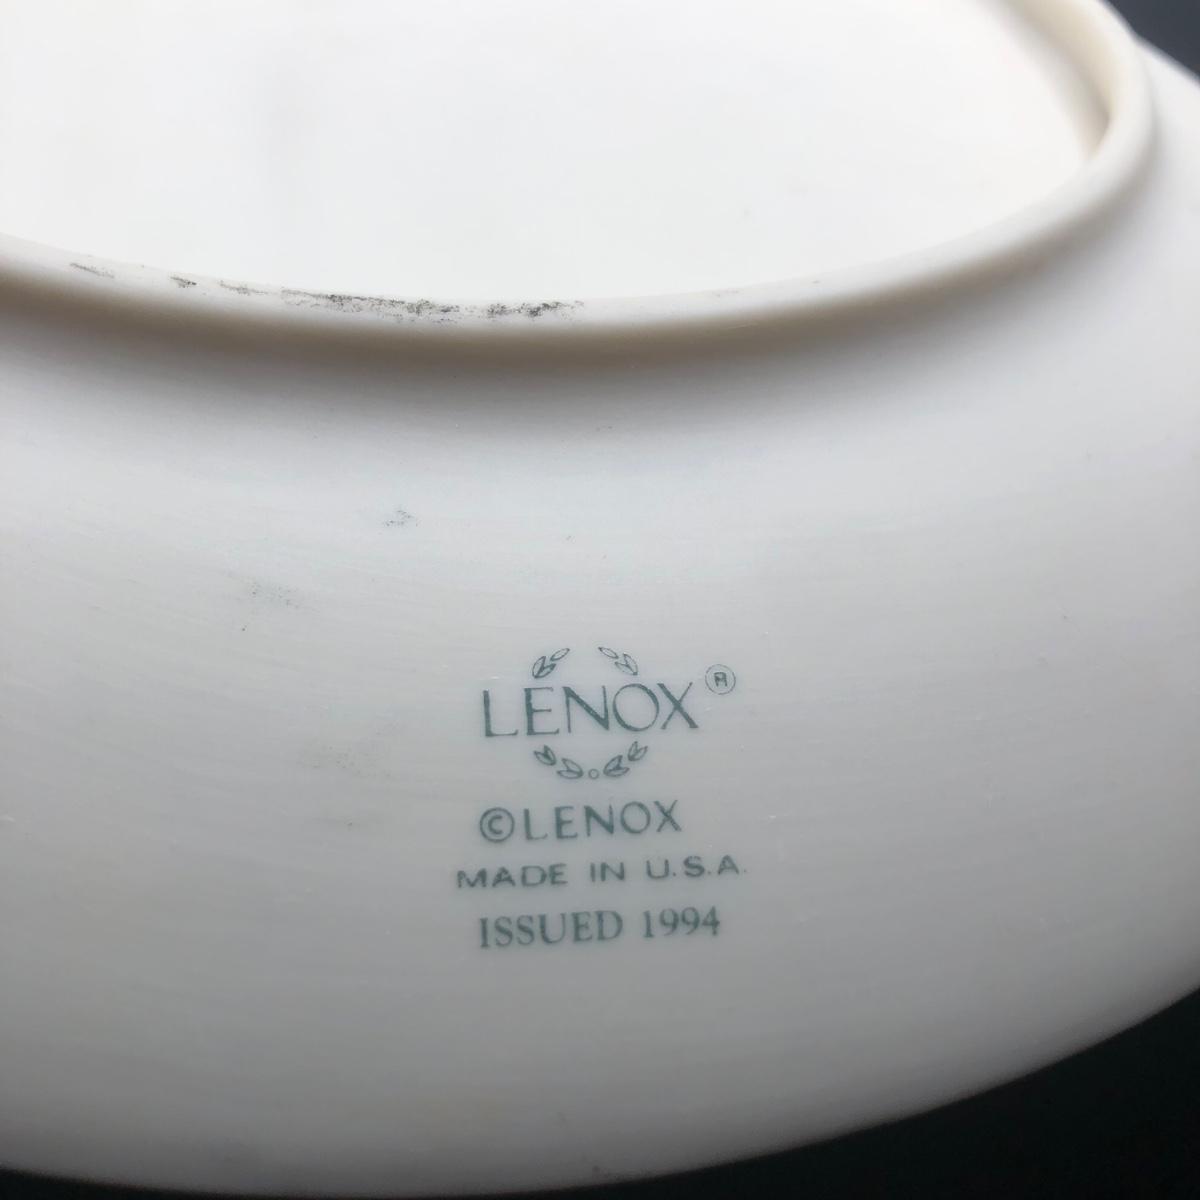 LENOX®
©LENOX
MADE IN U.S.A.
ISSUED 1994